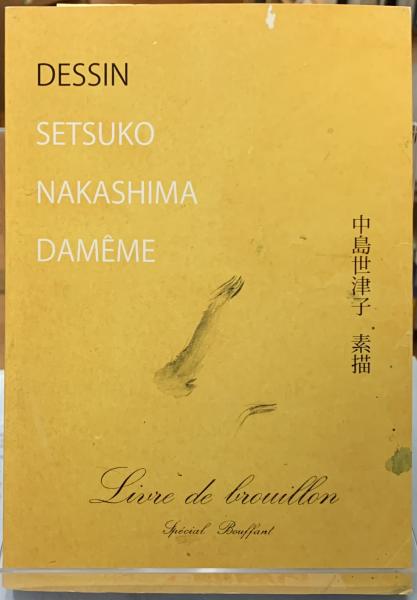 DESSIN
SETSUKO
NAKASHIMA
DAMÊME
中島世津子 素描
Livre de brouillon
Spécial Bouffant